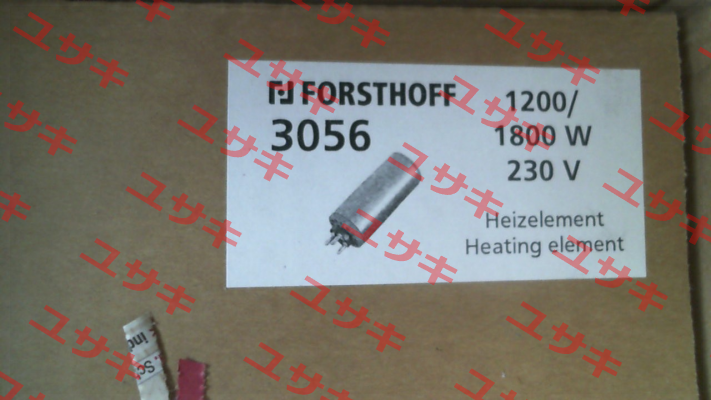 FORSTHOFF
3056
1200/
1800 W
230 V
Heizelement
Heating element
ユサキ